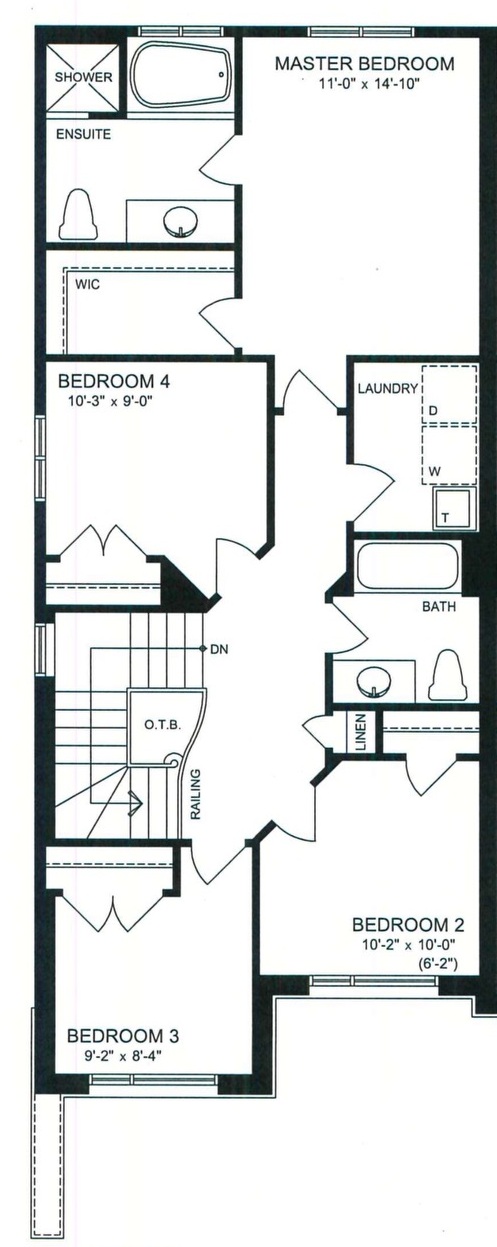 SHOWER
MASTER BEDROOM
11'-0" x 14'-10"
ENSUITE
WIC
BEDROOM 4
10'-3" x 9'-0"
LAUNDRY
D
W
T
BATH
DN
O.T.B.
LINEN
RAILING
BEDROOM 2
10'-2" x 10'-0"
(6'-2")
BEDROOM 3
9'-2" x 8'-4"